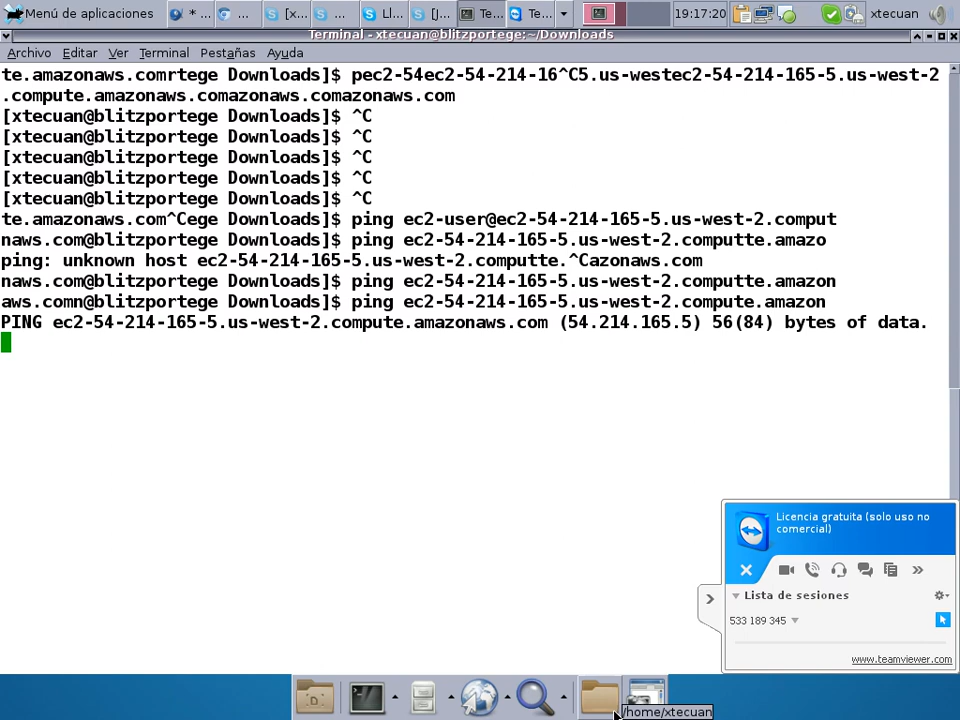 Menú de aplicaciones
* ...
...
[x...
...
Ll...
[J...
Te...
Te...
19:17:20
xtecuan
Terminal - xtecuan@blitzportege:~/Downloads
Archivo Editar Ver Terminal Pestañas Ayuda
te.amazonaws.comrtege Downloads]$ pec2-54ec2-54-214-16^C5.us-westec2-54-214-165-5.us-west-2
.compute.amazonaws.comazonaws.comazonaws.com
[xtecuan@blitzportege Downloads]$ ^C
[xtecuan@blitzportege Downloads]$ ^C
[xtecuan@blitzportege Downloads]$ ^C
[xtecuan@blitzportege Downloads]$ ^C
[xtecuan@blitzportege Downloads]$ ^C
te.amazonaws.com^Cege Downloads]$ ping ec2-user@ec2-54-214-165-5.us-west-2.comput
naws.com@blitzportege Downloads]$ ping ec2-54-214-165-5.us-west-2.computte.amazo
ping: unknown host ec2-54-214-165-5.us-west-2.computte.^Cazonaws.com
naws.com@blitzportege Downloads]$ ping ec2-54-214-165-5.us-west-2.computte.amazon
aws.comn@blitzportege Downloads]$ ping ec2-54-214-165-5.us-west-2.compute.amazon
PING ec2-54-214-165-5.us-west-2.compute.amazonaws.com (54.214.165.5) 56(84) bytes of data.
Licencia gratuita (solo uso no
comercial)
Lista de sesiones
533 189 345
www.teamviewer.com
/home/xtecuan